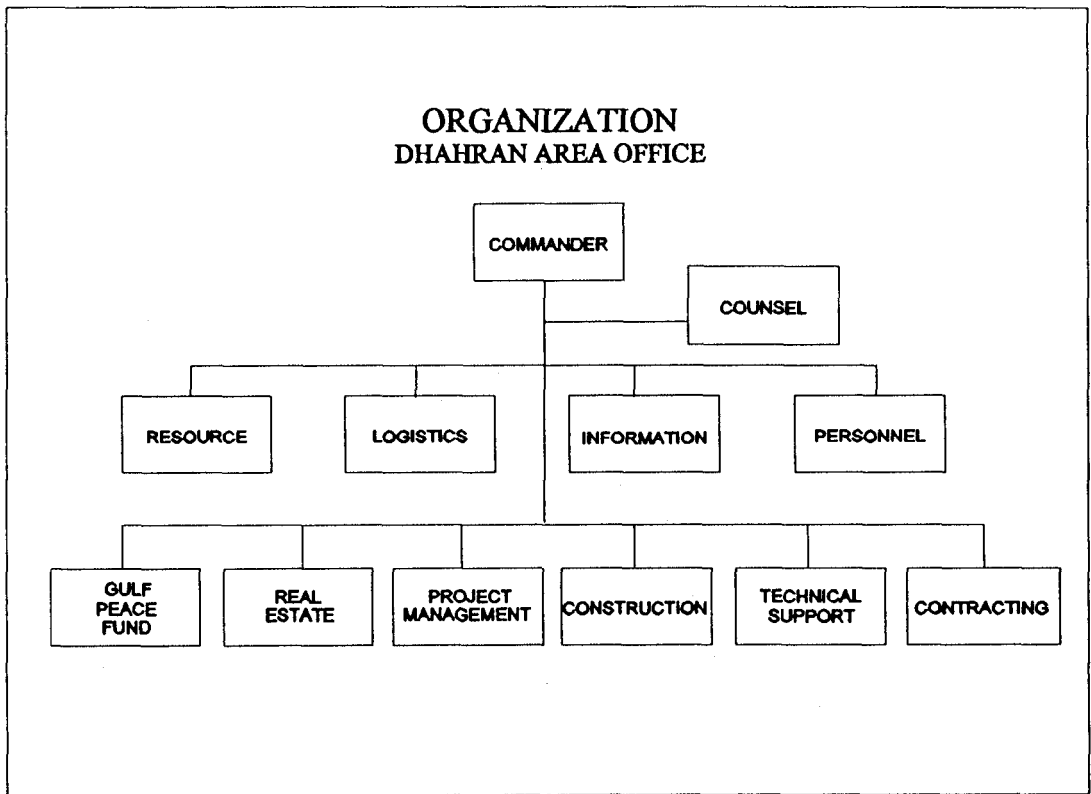 ORGANIZATION
DHAHRAN AREA OFFICE
COMMANDER
COUNSEL
RESOURCE
LOGISTICS
INFORMATION
PERSONNEL
GULF
PEACE
FUND
REAL
ESTATE
PROJECT
MANAGEMENT
CONSTRUCTION
TECHNICAL
SUPPORT
CONTRACTING